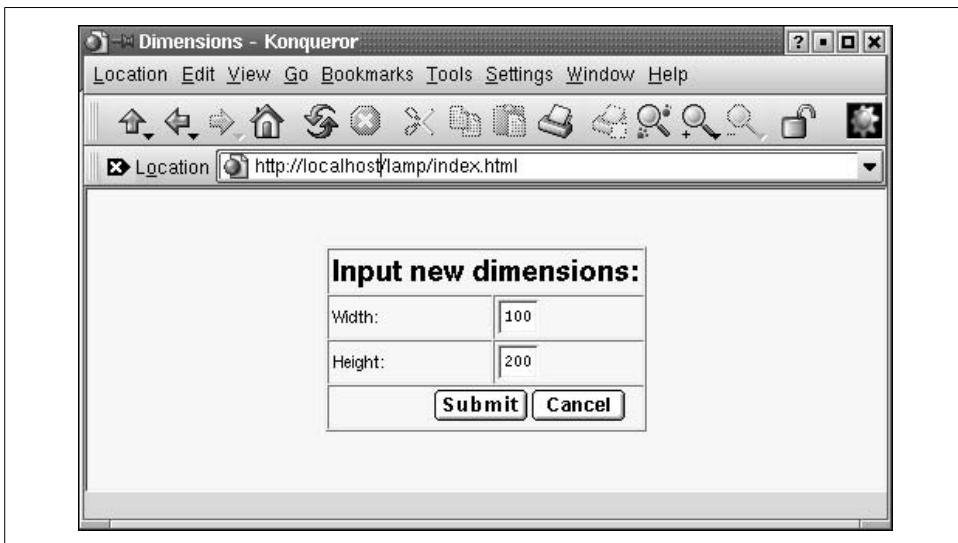 Dimensions - Konqueror
Location Edit View Go Bookmarks Tools Settings Window Help
Location http://localhost/lamp/index.html
Input new dimensions:
Width: 100
Height: 200
Submit Cancel